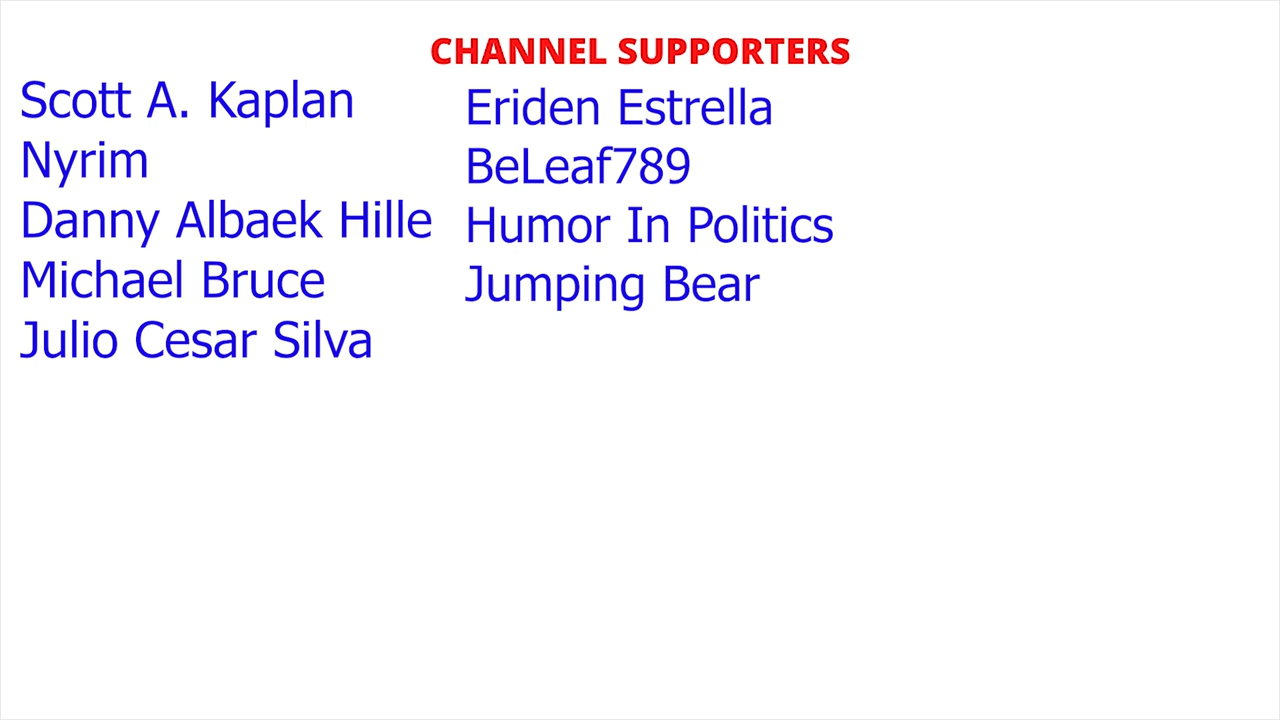 CHANNEL SUPPORTERS
Scott A. Kaplan
Nyrim
Danny Albaek Hille
Michael Bruce
Julio Cesar Silva
Eriden Estrella
BeLeaf789
Humor In Politics
Jumping Bear